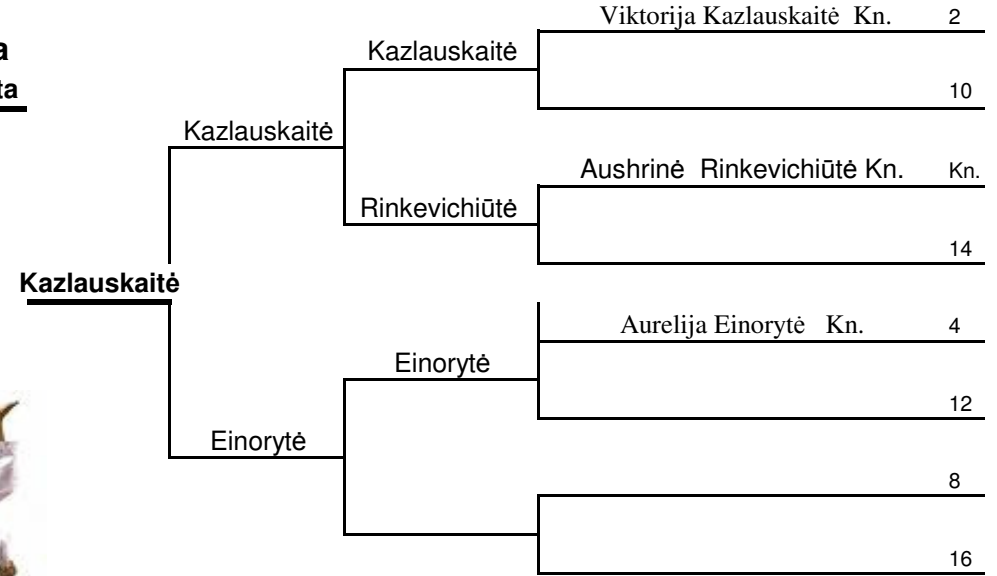 Viktorija Kazlauskaitė Kn. 2
Kazlauskaitė
10
Kazlauskaitė
Aushrinė Rinkevichiūtė Kn. Kn.
Rinkevichiūtė
14
Kazlauskaitė
Aurelija Einorytė Kn. 4
Einorytė
12
Einorytė
8
16